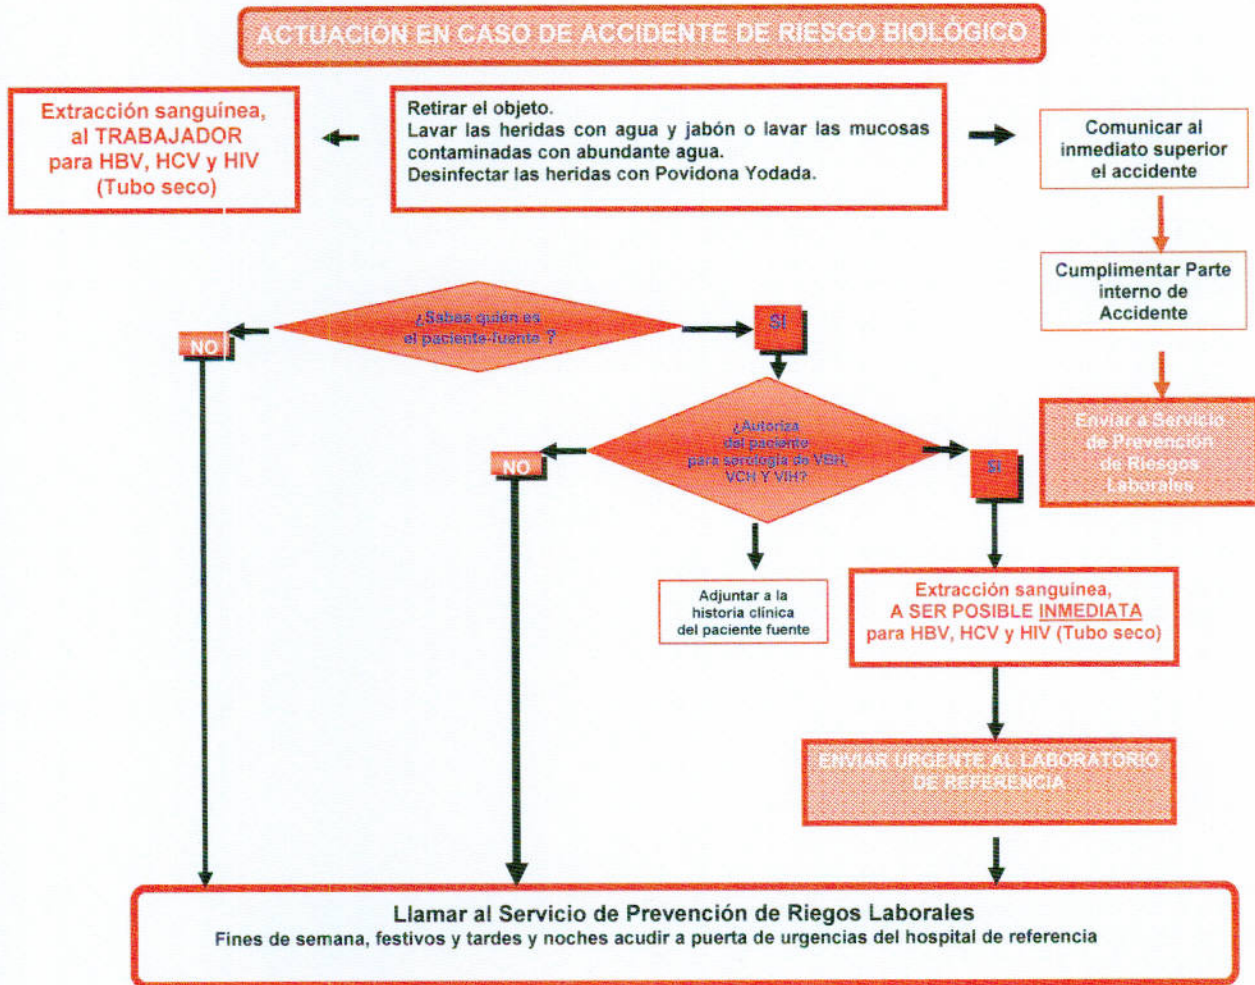 ACTUACIÓN EN CASO DE ACCIDENTE DE RIESGO BIOLÓGICO
Extracción sanguínea,
al TRABAJADOR
para HBV, HCV y HIV
(Tubo seco)
Retirar el objeto.
Lavar las heridas con agua y jabón o lavar las mucosas
contaminadas con abundante agua.
Desinfectar las heridas con Povidona Yodada.
Comunicar al
inmediato superior
el accidente
Cumplimentar Parte
interno de
Accidente
Enviar a Servicio
de Prevención
de Riesgos
Laborales
¿Sabes quién es
el paciente-fuente ?
NO
SI
¿Autoriza
del paciente
para serología de VBH,
VCH Y VIH?
NO
SI
Adjuntar a la
historia clínica
del paciente fuente
Extracción sanguínea,
A SER POSIBLE INMEDIATA
para HBV, HCV y HIV (Tubo seco)
ENVIAR URGENTE AL LABORATORIO
DE REFERENCIA
Llamar al Servicio de Prevención de Riegos Laborales
Fines de semana, festivos y tardes y noches acudir a puerta de urgencias del hospital de referencia